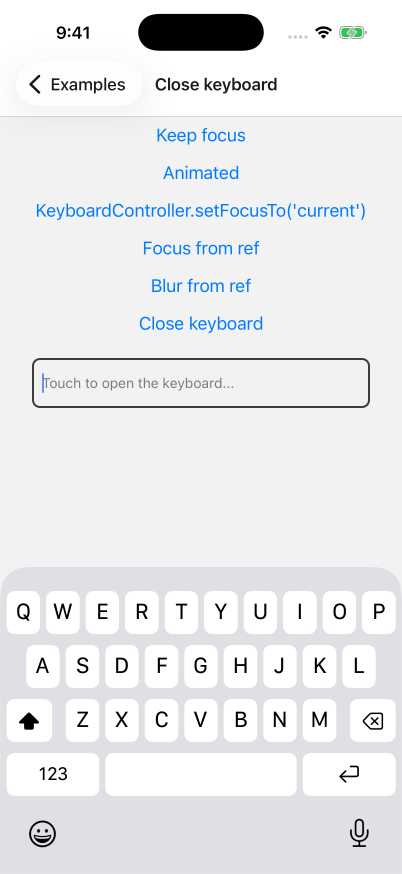 9:41
Examples
Close keyboard
Keep focus
Animated
KeyboardController.setFocusTo('current')
Focus from ref
Blur from ref
Close keyboard
Touch to open the keyboard...
Q W E R T Y U I O P
A S D F G H J K L
Z X C V B N M
123